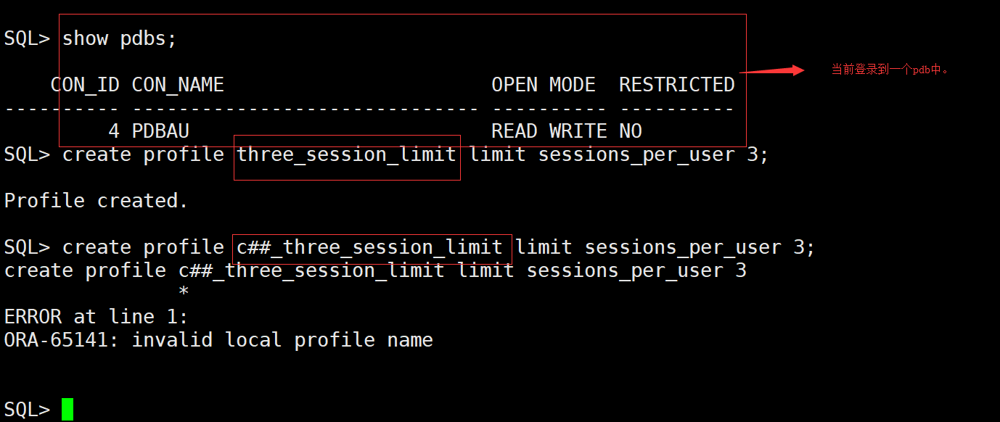 SQL> show pdbs;
CON_ID CON_NAME OPEN MODE RESTRICTED
---------- ------------------------------ ---------- ----------
4 PDBAU READ WRITE NO
当前登录到一个pdb中。
SQL> create profile three_session_limit limit sessions_per_user 3;
Profile created.
SQL> create profile c##_three_session_limit limit sessions_per_user 3;
create profile c##_three_session_limit limit sessions_per_user 3
*
ERROR at line 1:
ORA-65141: invalid local profile name
SQL>